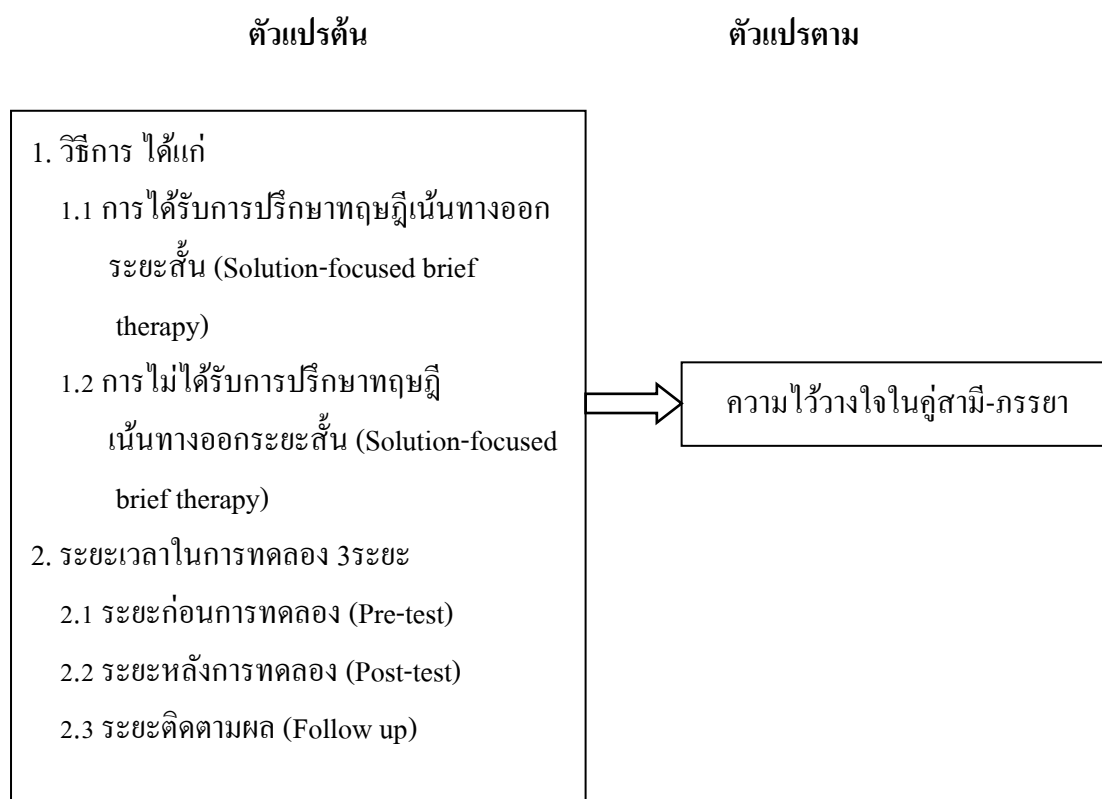 ตัวแปรต้น
ตัวแปรตาม
1. วิธีการ ได้แก่
1.1 การได้รับการปรึกษาทฤษฎีเน้นทางออก
ระยะสั้น (Solution-focused brief
therapy)
1.2 การไม่ได้รับการปรึกษาทฤษฎี
เน้นทางออกระยะสั้น (Solution-focused
brief therapy)
2. ระยะเวลาในการทดลอง 3ระยะ
2.1 ระยะก่อนการทดลอง (Pre-test)
2.2 ระยะหลังการทดลอง (Post-test)
2.3 ระยะติดตามผล (Follow up)
ความไว้วางใจในคู่สามี-ภรรยา